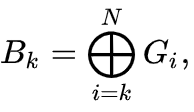 $$B_k = \bigoplus_{i=k}^{N} G_i,$$